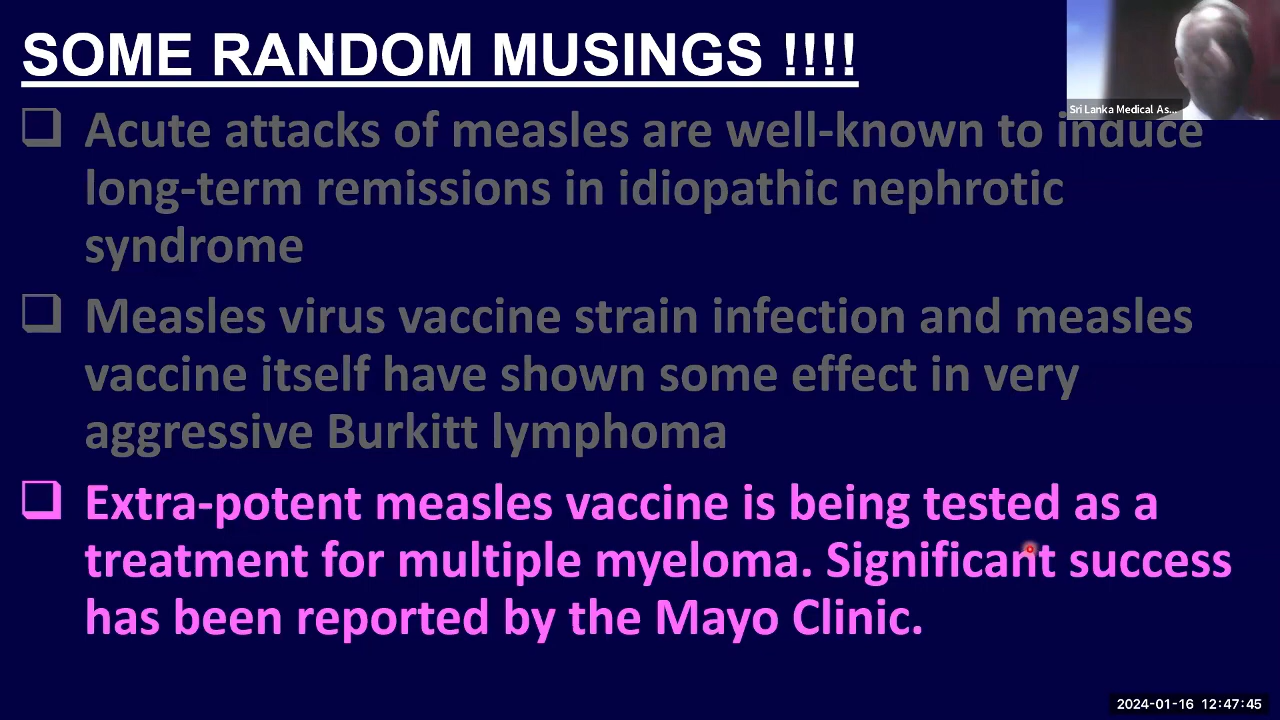 SOME RANDOM MUSINGS !!!!
Sri Lanka Medical As...
Acute attacks of measles are well-known to induce
long-term remissions in idiopathic nephrotic
syndrome
Measles virus vaccine strain infection and measles
vaccine itself have shown some effect in very
aggressive Burkitt lymphoma
Extra-potent measles vaccine is being tested as a
treatment for multiple myeloma. Significant success
has been reported by the Mayo Clinic.
2024-01-16 12:47:45